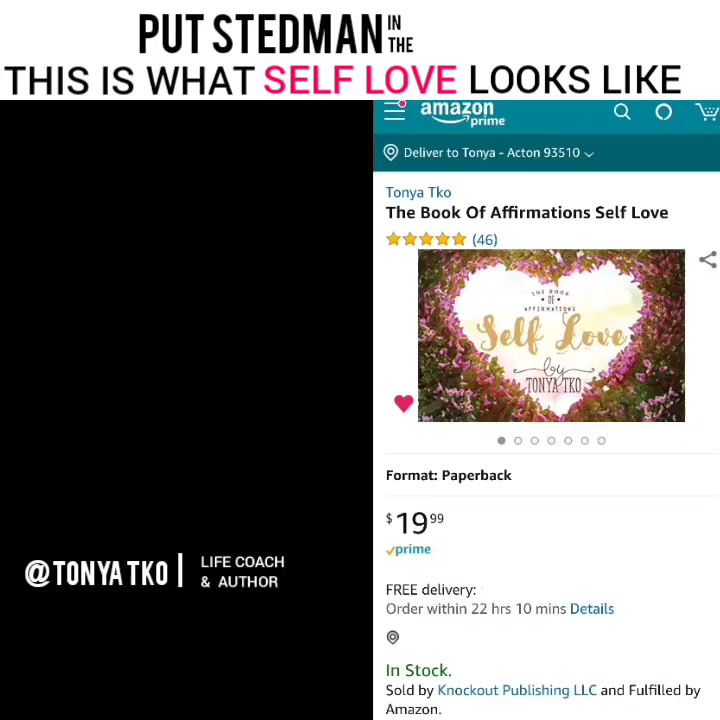 PUT STEDMAN IN THE
THIS IS WHAT SELF LOVE LOOKS LIKE
amazon
prime
Deliver to Tonya - Acton 93510
Tonya Tko
The Book Of Affirmations Self Love
(46)
THE BOOK
OF
AFFIRMATIONS
Self Love
by
TONYA TKO
Format: Paperback
$19 99
prime
FREE delivery:
Order within 22 hrs 10 mins Details
In Stock.
Sold by Knockout Publishing LLC and Fulfilled by
Amazon.
@TONYATKO | LIFE COACH
& AUTHOR